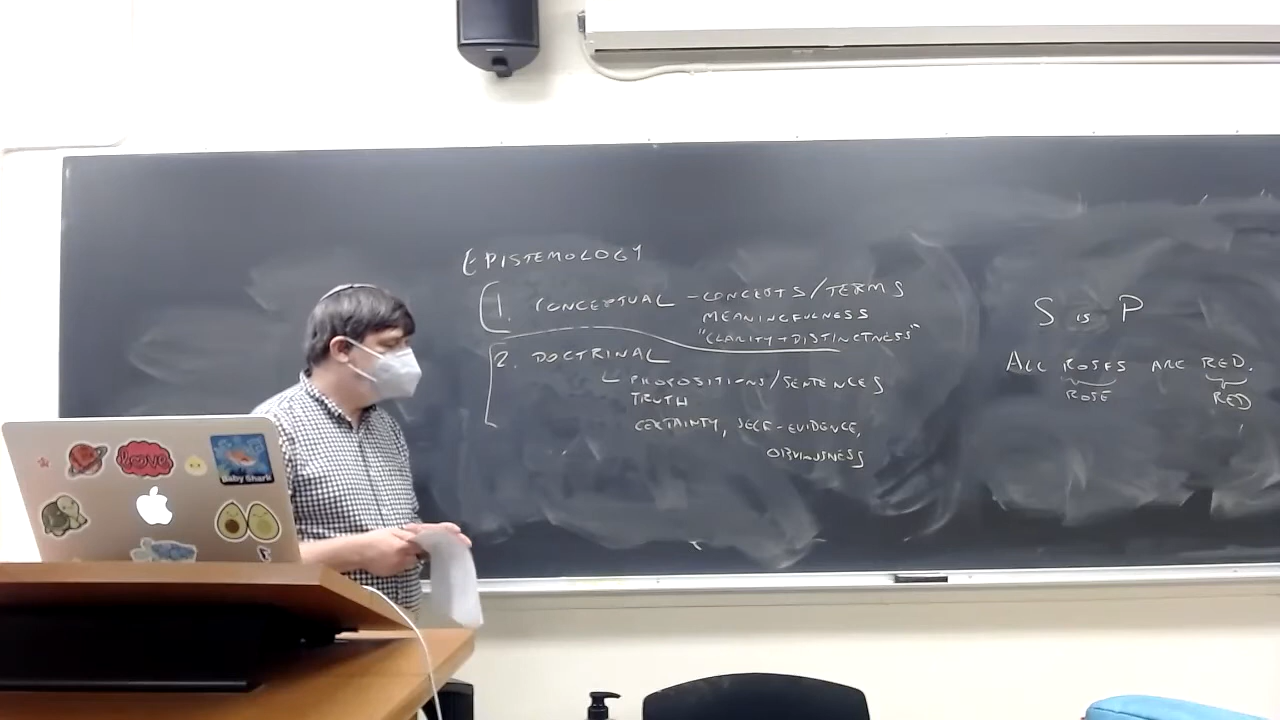 EPISTEMOLOGY
1. CONCEPTUAL - CONCEPTS/TERMS
MEANINGFULNESS
"CLARITY + DISTINCTNESS"
2. DOCTRINAL
PROPOSITIONS/SENTENCES
TRUTH
CERTAINTY, SELF-EVIDENCE,
OBVIOUSNESS
S is P
ALL ROSES ARE RED.
ROSE RED
love
Baby Shark